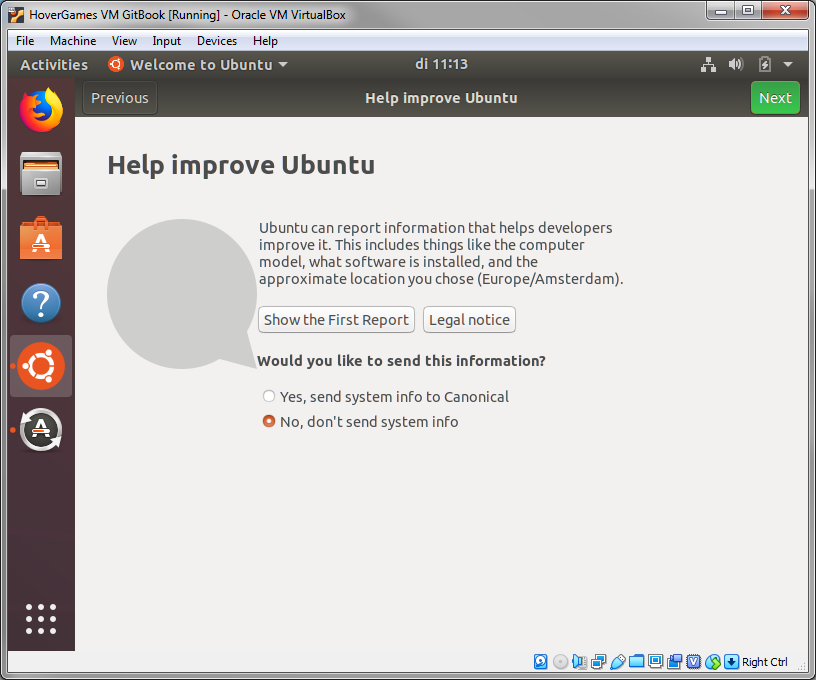 HoverGames VM GitBook [Running] - Oracle VM VirtualBox
File Machine View Input Devices Help
Activities Welcome to Ubuntu di 11:13
Previous Help improve Ubuntu Next
Help improve Ubuntu
Ubuntu can report information that helps developers
improve it. This includes things like the computer
model, what software is installed, and the
approximate location you chose (Europe/Amsterdam).
Show the First Report Legal notice
Would you like to send this information?
Yes, send system info to Canonical
No, don't send system info
Right Ctrl